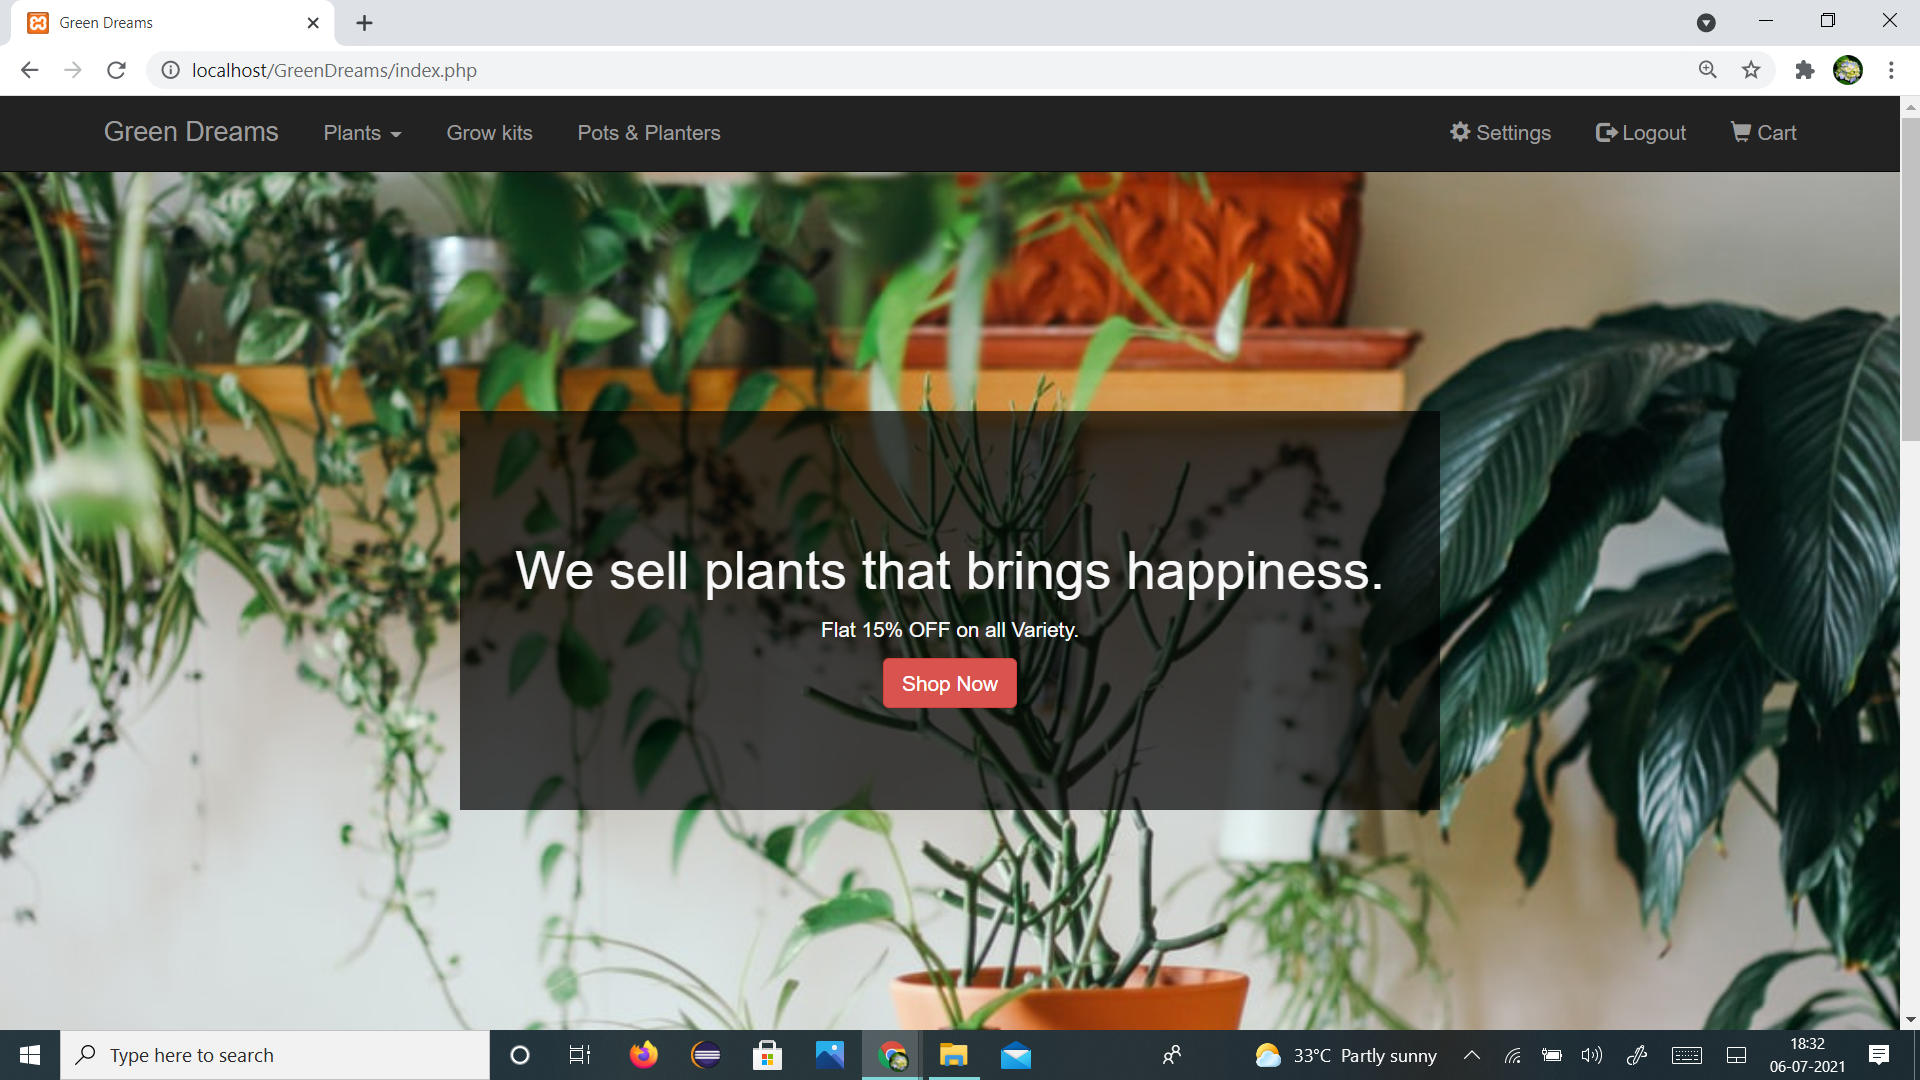 Green Dreams
localhost/GreenDreams/index.php
Green Dreams Plants Grow kits Pots & Planters Settings Logout Cart
We sell plants that brings happiness.
Flat 15% OFF on all Variety.
Shop Now
Type here to search
33°C Partly sunny
18:32
06-07-2021